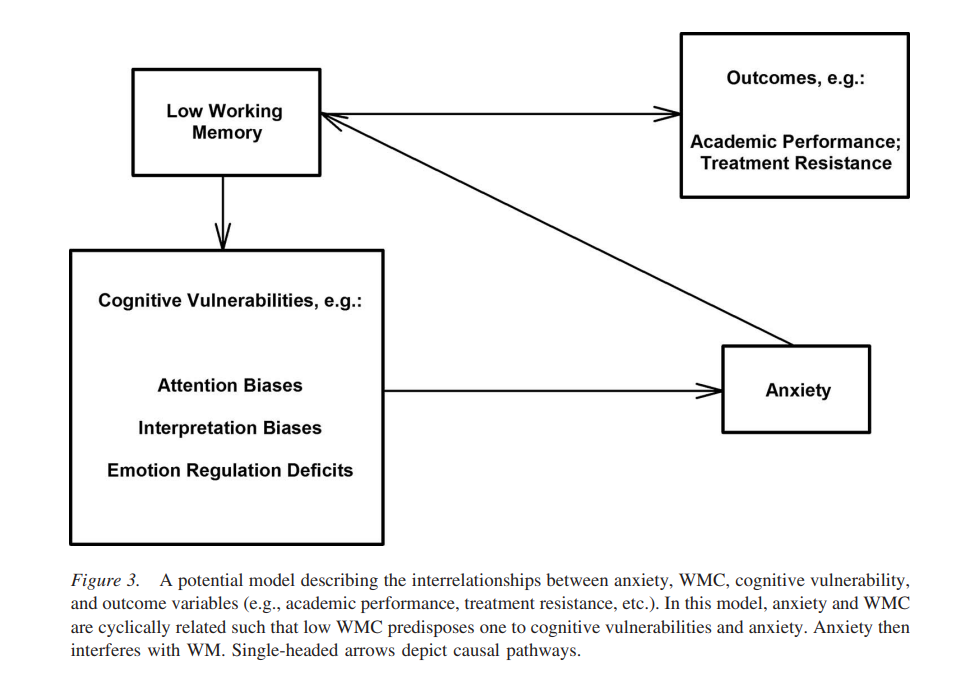 Low Working
Memory
Outcomes, e.g.:
Academic Performance;
Treatment Resistance
Cognitive Vulnerabilities, e.g.:
Attention Biases
Interpretation Biases
Emotion Regulation Deficits
Anxiety
Figure 3. A potential model describing the interrelationships between anxiety, WMC, cognitive vulnerability,
and outcome variables (e.g., academic performance, treatment resistance, etc.). In this model, anxiety and WMC
are cyclically related such that low WMC predisposes one to cognitive vulnerabilities and anxiety. Anxiety then
interferes with WM. Single-headed arrows depict causal pathways.